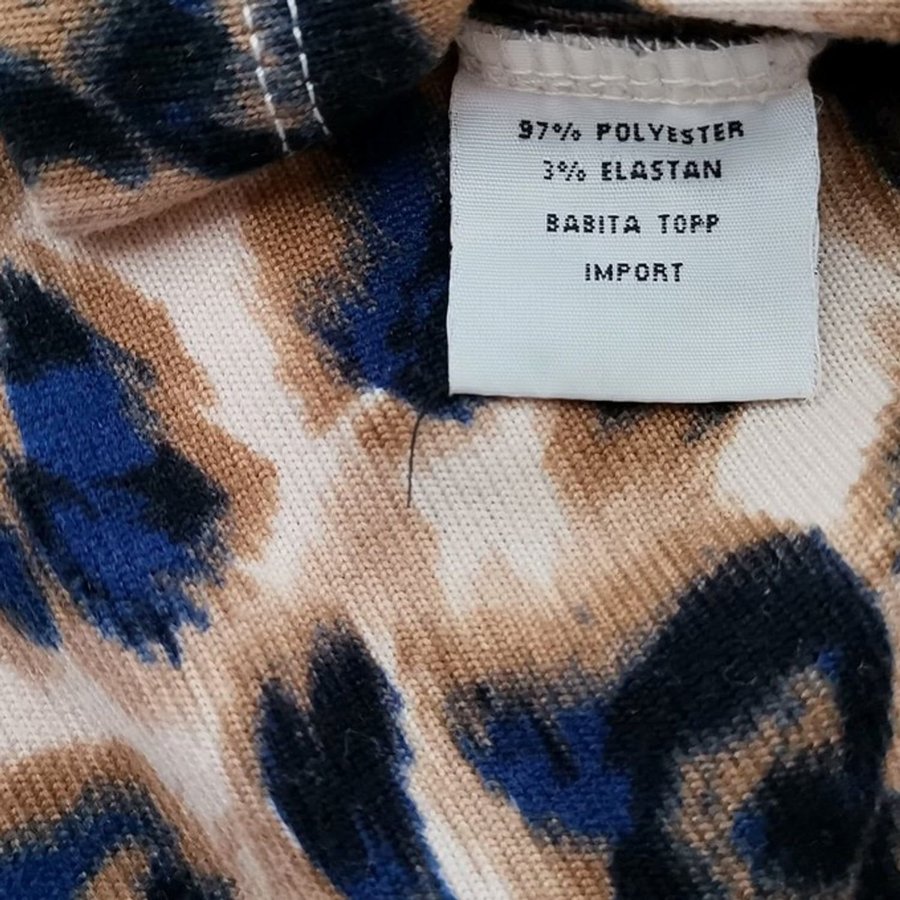 97% POLYESTER
3% ELASTAN
BABITA TOPP
IMPORT